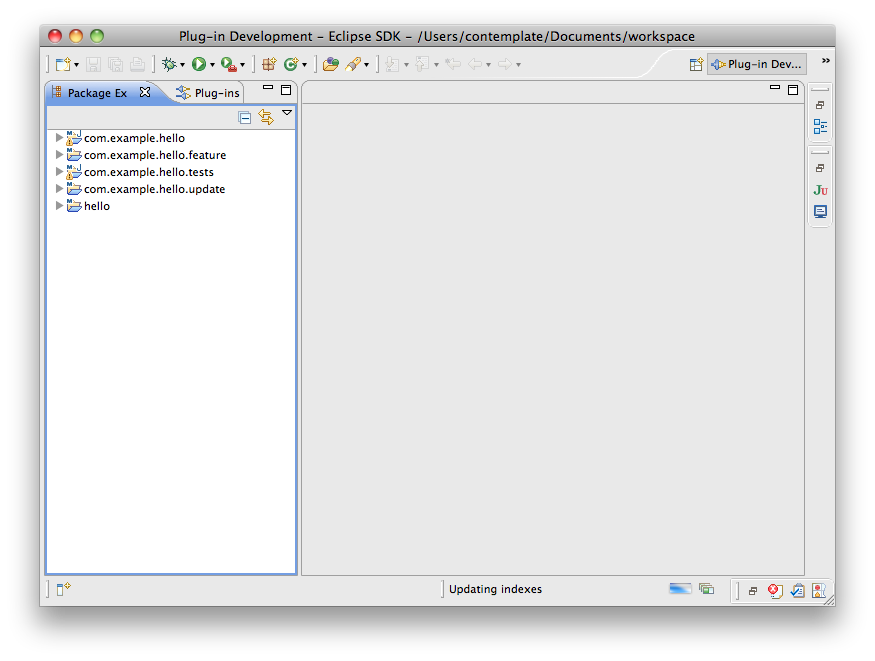 Plug-in Development - Eclipse SDK - /Users/contemplate/Documents/workspace
Plug-in Dev... »
Package Ex Plug-ins
com.example.hello
com.example.hello.feature
com.example.hello.tests
com.example.hello.update
hello
JU
Updating indexes